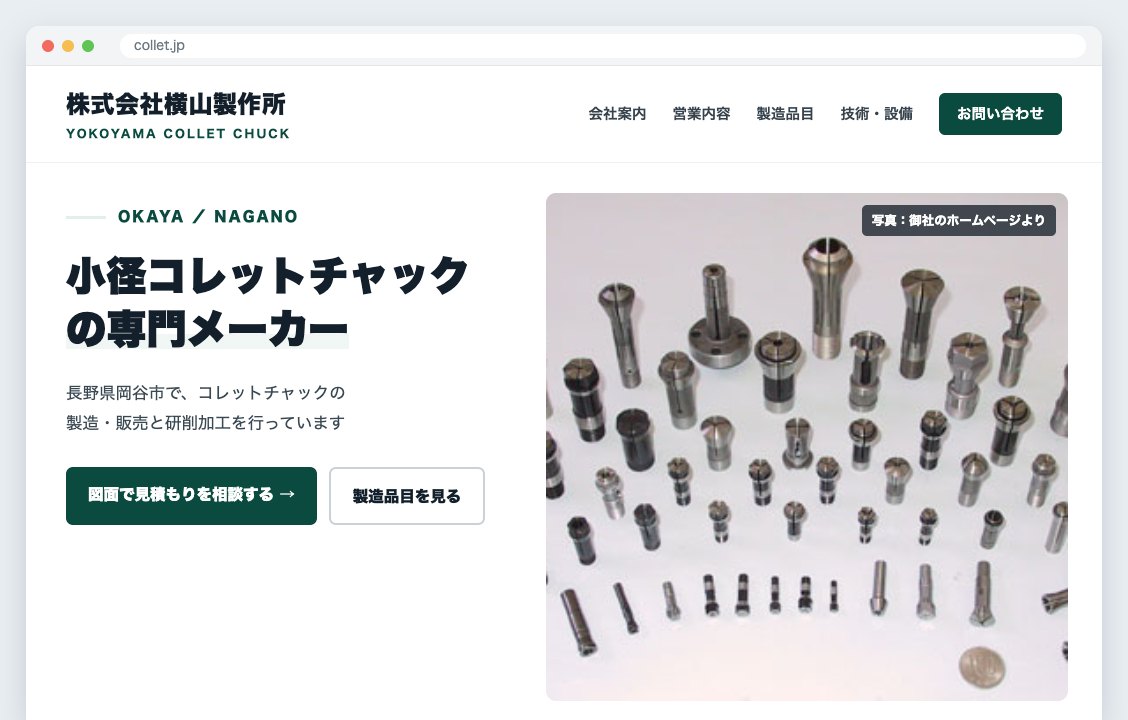 collet.jp
株式会社横山製作所
YOKOYAMA COLLET CHUCK
会社案内
営業内容
製造品目
技術・設備
お問い合わせ
OKAYA / NAGANO
小径コレットチャック
の専門メーカー
長野県岡谷市で、コレットチャックの
製造・販売と研削加工を行っています
図面で見積もりを相談する →
製造品目を見る
写真：御社のホームページより